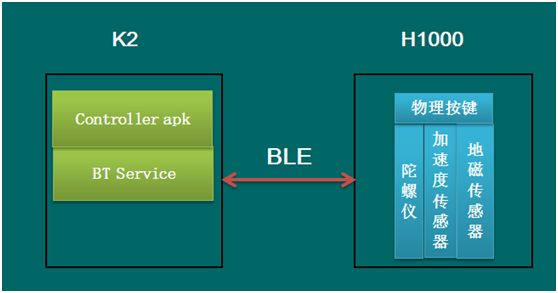 K2
H1000
Controller apk
BT Service
BLE
物理按键
陀螺仪
加速度传感器
地磁传感器